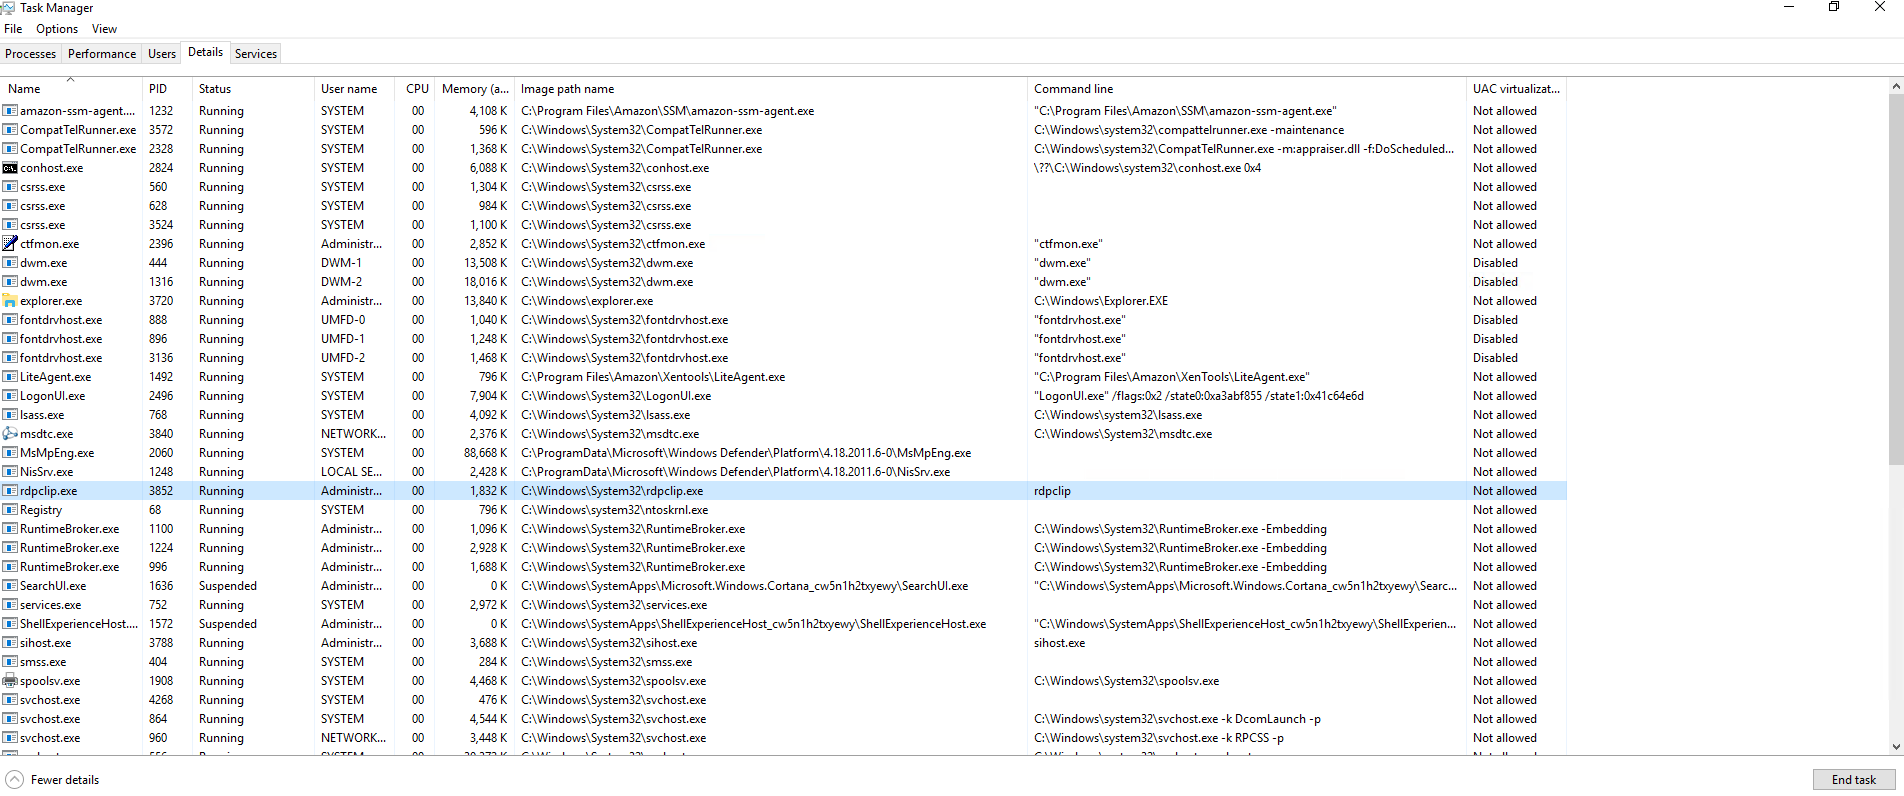 Task Manager
File Options View
Processes Performance Users Details Services
Name PID Status User name CPU Memory (a... Image path name Command line UAC virtualizat...
amazon-ssm-agent.... 1232 Running SYSTEM 00 4,108 K C:\Program Files\Amazon\SSM\amazon-ssm-agent.exe "C:\Program Files\Amazon\SSM\amazon-ssm-agent.exe" Not allowed
CompatTelRunner.exe 3572 Running SYSTEM 00 596 K C:\Windows\System32\CompatTelRunner.exe C:\Windows\system32\compattelrunner.exe -maintenance Not allowed
CompatTelRunner.exe 2328 Running SYSTEM 00 1,368 K C:\Windows\System32\CompatTelRunner.exe C:\Windows\system32\CompatTelRunner.exe -m:appraiser.dll -f:DoScheduled... Not allowed
conhost.exe 2824 Running SYSTEM 00 6,088 K C:\Windows\System32\conhost.exe \??\C:\Windows\system32\conhost.exe 0x4 Not allowed
csrss.exe 560 Running SYSTEM 00 1,304 K C:\Windows\System32\csrss.exe Not allowed
csrss.exe 628 Running SYSTEM 00 984 K C:\Windows\System32\csrss.exe Not allowed
csrss.exe 3524 Running SYSTEM 00 1,100 K C:\Windows\System32\csrss.exe Not allowed
ctfmon.exe 2396 Running Administr... 00 2,852 K C:\Windows\System32\ctfmon.exe "ctfmon.exe" Not allowed
dwm.exe 444 Running DWM-1 00 13,508 K C:\Windows\System32\dwm.exe "dwm.exe" Disabled
dwm.exe 1316 Running DWM-2 00 18,016 K C:\Windows\System32\dwm.exe "dwm.exe" Disabled
explorer.exe 3720 Running Administr... 00 13,840 K C:\Windows\explorer.exe C:\Windows\Explorer.EXE Not allowed
fontdrvhost.exe 888 Running UMFD-0 00 1,040 K C:\Windows\System32\fontdrvhost.exe "fontdrvhost.exe" Disabled
fontdrvhost.exe 896 Running UMFD-1 00 1,248 K C:\Windows\System32\fontdrvhost.exe "fontdrvhost.exe" Disabled
fontdrvhost.exe 3136 Running UMFD-2 00 1,468 K C:\Windows\System32\fontdrvhost.exe "fontdrvhost.exe" Disabled
LiteAgent.exe 1492 Running SYSTEM 00 796 K C:\Program Files\Amazon\Xentools\LiteAgent.exe "C:\Program Files\Amazon\XenTools\LiteAgent.exe" Not allowed
LogonUI.exe 2496 Running SYSTEM 00 7,904 K C:\Windows\System32\LogonUI.exe "LogonUI.exe" /flags:0x2 /state0:0xa3abf855 /state1:0x41c64e6d Not allowed
lsass.exe 768 Running SYSTEM 00 4,092 K C:\Windows\System32\lsass.exe C:\Windows\system32\lsass.exe Not allowed
msdtc.exe 3840 Running NETWORK... 00 2,376 K C:\Windows\System32\msdtc.exe C:\Windows\System32\msdtc.exe Not allowed
MsMpEng.exe 2060 Running SYSTEM 00 88,668 K C:\ProgramData\Microsoft\Windows Defender\Platform\4.18.2011.6-0\MsMpEng.exe Not allowed
NisSrv.exe 1248 Running LOCAL SE... 00 2,428 K C:\ProgramData\Microsoft\Windows Defender\Platform\4.18.2011.6-0\NisSrv.exe Not allowed
rdpclip.exe 3852 Running Administr... 00 1,832 K C:\Windows\System32\rdpclip.exe rdpclip Not allowed
Registry 68 Running SYSTEM 00 796 K C:\Windows\system32\ntoskrnl.exe Not allowed
RuntimeBroker.exe 1100 Running Administr... 00 1,096 K C:\Windows\System32\RuntimeBroker.exe C:\Windows\System32\RuntimeBroker.exe -Embedding Not allowed
RuntimeBroker.exe 1224 Running Administr... 00 2,928 K C:\Windows\System32\RuntimeBroker.exe C:\Windows\System32\RuntimeBroker.exe -Embedding Not allowed
RuntimeBroker.exe 996 Running Administr... 00 1,688 K C:\Windows\System32\RuntimeBroker.exe C:\Windows\System32\RuntimeBroker.exe -Embedding Not allowed
SearchUI.exe 1636 Suspended Administr... 00 0 K C:\Windows\SystemApps\Microsoft.Windows.Cortana_cw5n1h2txyewy\SearchUI.exe "C:\Windows\SystemApps\Microsoft.Windows.Cortana_cw5n1h2txyewy\Searc... Not allowed
services.exe 752 Running SYSTEM 00 2,972 K C:\Windows\System32\services.exe Not allowed
ShellExperienceHost.... 1572 Suspended Administr... 00 0 K C:\Windows\SystemApps\ShellExperienceHost_cw5n1h2txyewy\ShellExperienceHost.exe "C:\Windows\SystemApps\ShellExperienceHost_cw5n1h2txyewy\ShellExperien... Not allowed
sihost.exe 3788 Running Administr... 00 3,688 K C:\Windows\System32\sihost.exe sihost.exe Not allowed
smss.exe 404 Running SYSTEM 00 284 K C:\Windows\System32\smss.exe Not allowed
spoolsv.exe 1908 Running SYSTEM 00 4,468 K C:\Windows\System32\spoolsv.exe C:\Windows\System32\spoolsv.exe Not allowed
svchost.exe 4268 Running SYSTEM 00 476 K C:\Windows\System32\svchost.exe Not allowed
svchost.exe 864 Running SYSTEM 00 4,544 K C:\Windows\System32\svchost.exe C:\Windows\system32\svchost.exe -k DcomLaunch -p Not allowed
svchost.exe 960 Running NETWORK... 00 3,448 K C:\Windows\System32\svchost.exe C:\Windows\system32\svchost.exe -k RPCSS -p Not allowed
Fewer details End task